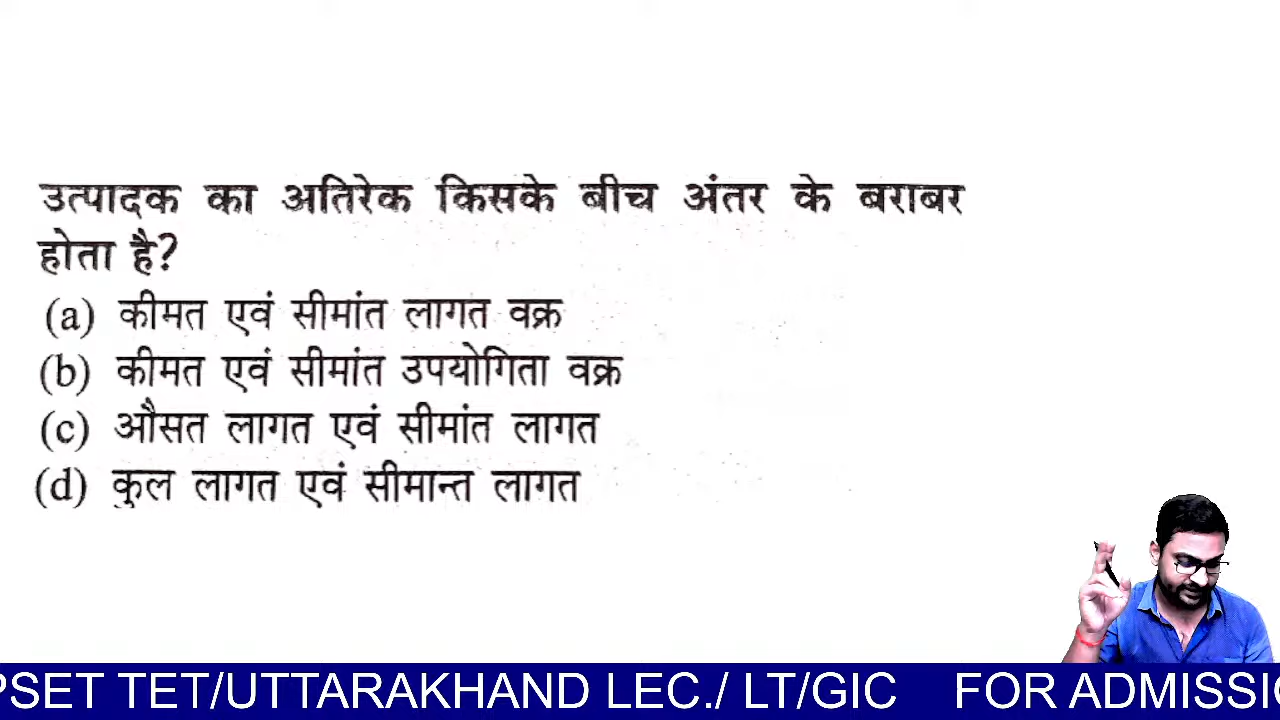 उत्पादक का अतिरेक किसके बीच अंतर के बराबर
होता है?
(a) कीमत एवं सीमांत लागत वक्र
(b) कीमत एवं सीमांत उपयोगिता वक्र
(c) औसत लागत एवं सीमांत लागत
(d) कुल लागत एवं सीमान्त लागत
PSET TET/UTTARAKHAND LEC./ LT/GIC FOR ADMISSI